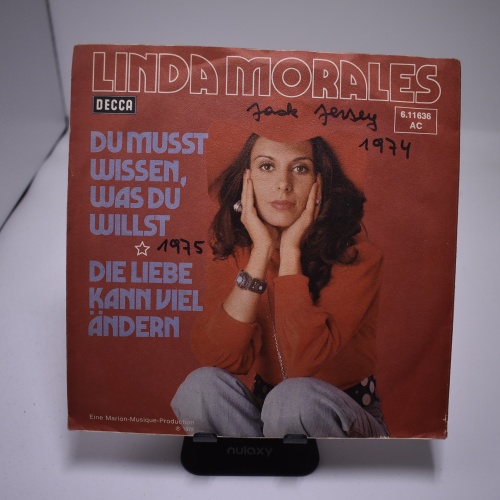 LINDA MORALES
DECCA
Jack Jersey
6.11636
AC
1974
DU MUSST
WISSEN,
WAS DU
WILLST
☆ 1975
DIE LIEBE
KANN VIEL
ÄNDERN
Eine Marlon-Musique-Production
nulaxy